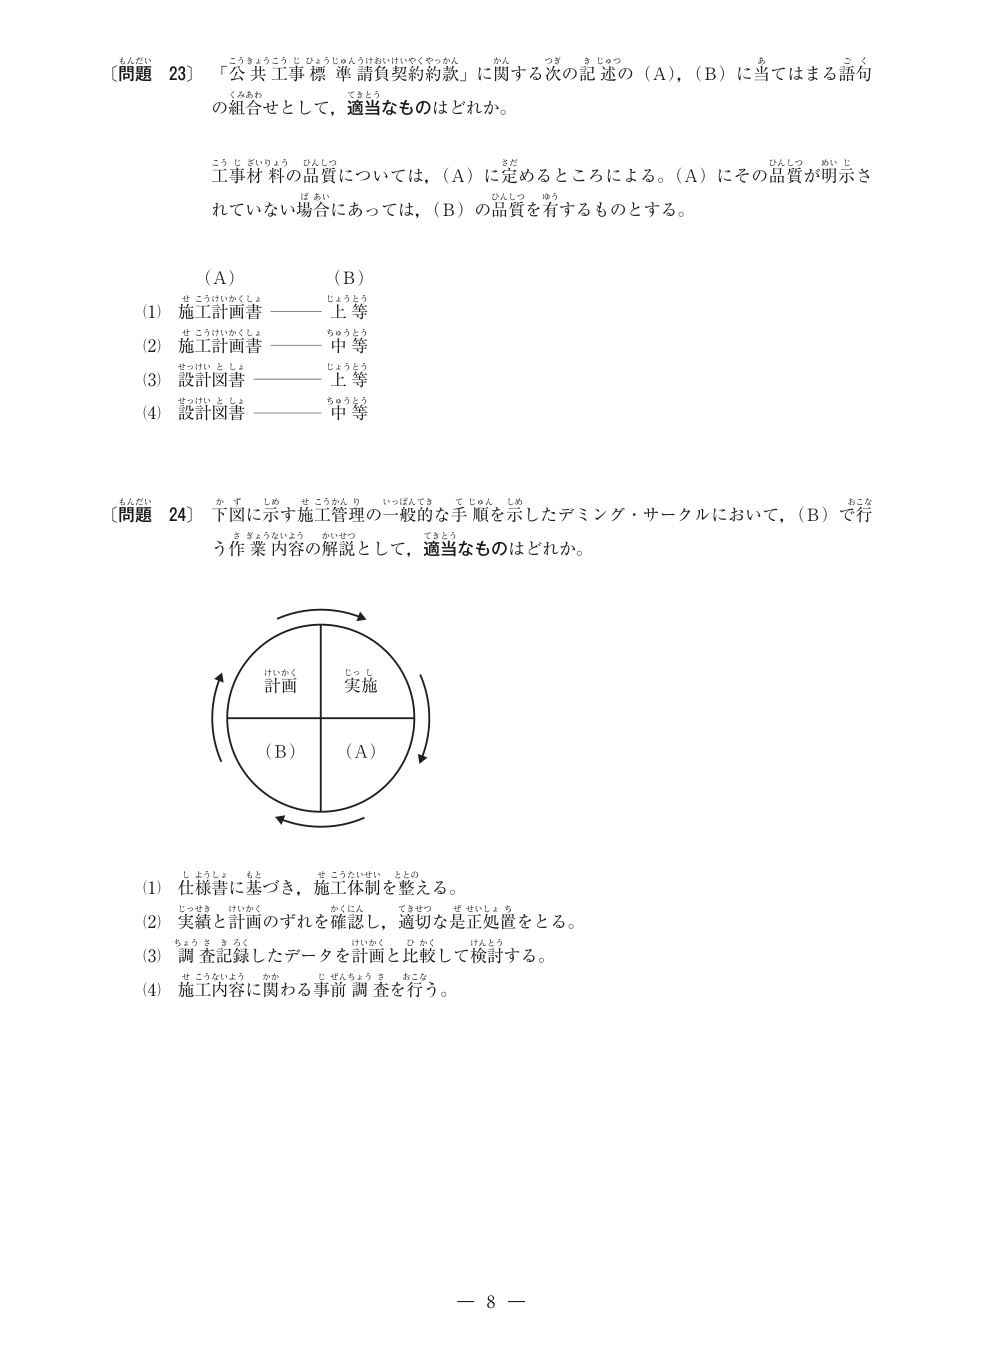 〔問題 23〕 「公共工事標準請負契約約款」に関する次の記述の（A），（B）に当てはまる語句
の組合せとして，適当なものはどれか。
工事材料の品質については，（A）に定めるところによる。（A）にその品質が明示さ
れていない場合にあっては，（B）の品質を有するものとする。
（A） （B）
(1) 施工計画書 ――― 上等
(2) 施工計画書 ――― 中等
(3) 設計図書 ―――― 上等
(4) 設計図書 ―――― 中等
〔問題 24〕 下図に示す施工管理の一般的な手順を示したデミング・サークルにおいて，（B）で行
う作業内容の解説として，適当なものはどれか。
計画 実施
（B） （A）
(1) 仕様書に基づき，施工体制を整える。
(2) 実績と計画のずれを確認し，適切な是正処置をとる。
(3) 調査記録したデータを計画と比較して検討する。
(4) 施工内容に関わる事前調査を行う。
― 8 ―